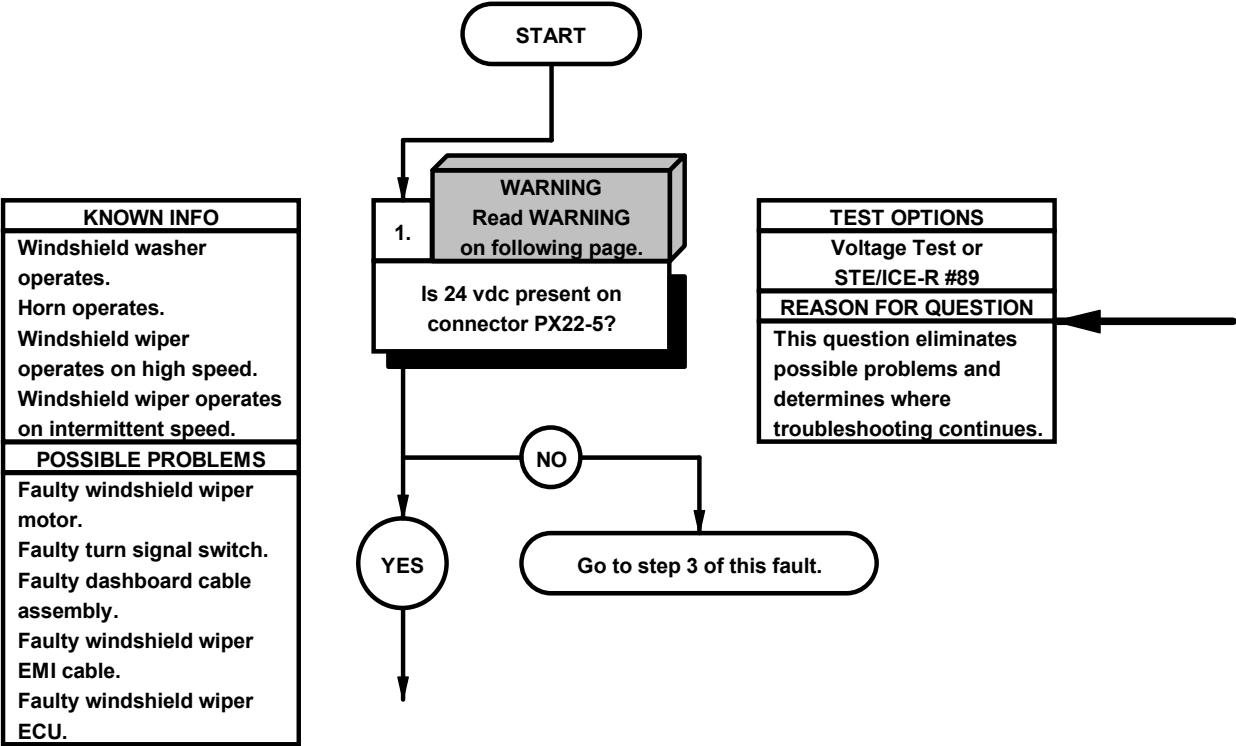 START
KNOWN INFO
Windshield washer
operates.
Horn operates.
Windshield wiper
operates on high speed.
Windshield wiper operates
on intermittent speed.
POSSIBLE PROBLEMS
Faulty windshield wiper
motor.
Faulty turn signal switch.
Faulty dashboard cable
assembly.
Faulty windshield wiper
EMI cable.
Faulty windshield wiper
ECU.
1.
WARNING
Read WARNING
on following page.
Is 24 vdc present on
connector PX22-5?
NO
YES
Go to step 3 of this fault.
TEST OPTIONS
Voltage Test or
STE/ICE-R #89
REASON FOR QUESTION
This question eliminates
possible problems and
determines where
troubleshooting continues.